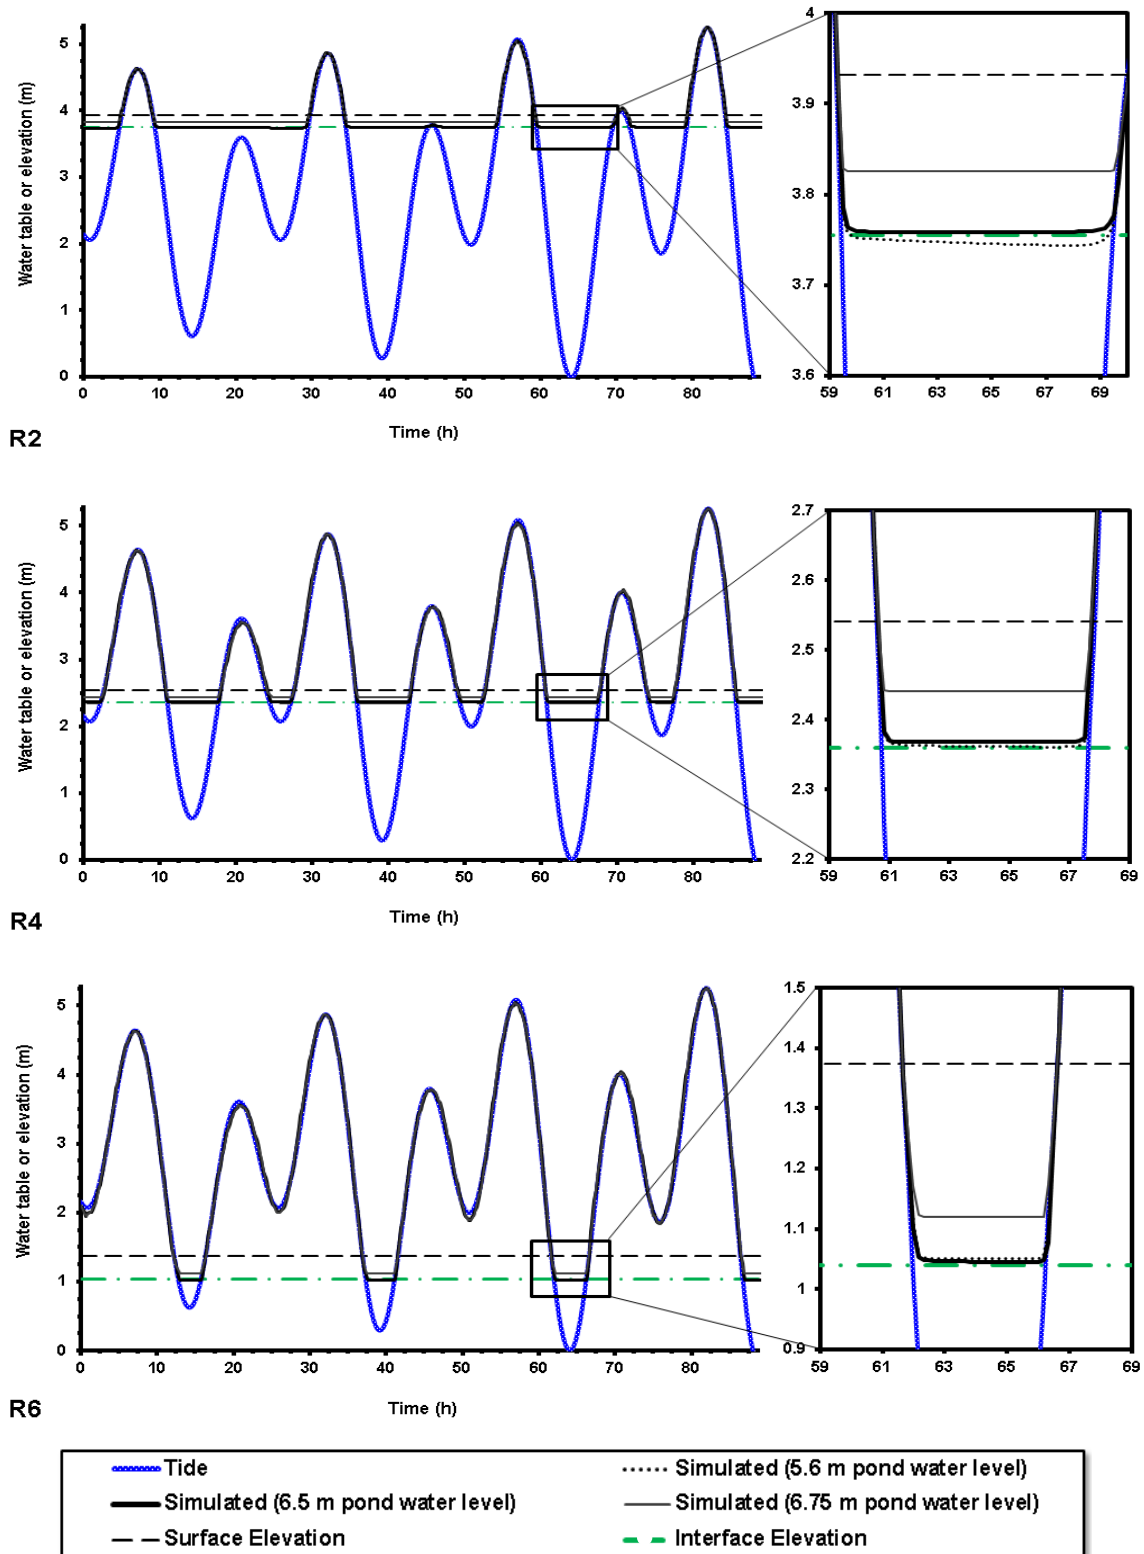 Water table or elevation (m)
5
4
3
2
1
0
0 10 20 30 40 50 60 70 80
Time (h)
4
3.9
3.8
3.7
3.6
59 61 63 65 67 69
R2
Water table or elevation (m)
5
4
3
2
1
0
0 10 20 30 40 50 60 70 80
Time (h)
2.7
2.6
2.5
2.4
2.3
2.2
59 61 63 65 67 69
R4
Water table or elevation (m)
5
4
3
2
1
0
0 10 20 30 40 50 60 70 80
Time (h)
1.5
1.4
1.3
1.2
1.1
1
0.9
59 61 63 65 67 69
R6
Tide
Simulated (5.6 m pond water level)
Simulated (6.5 m pond water level)
Simulated (6.75 m pond water level)
Surface Elevation
Interface Elevation